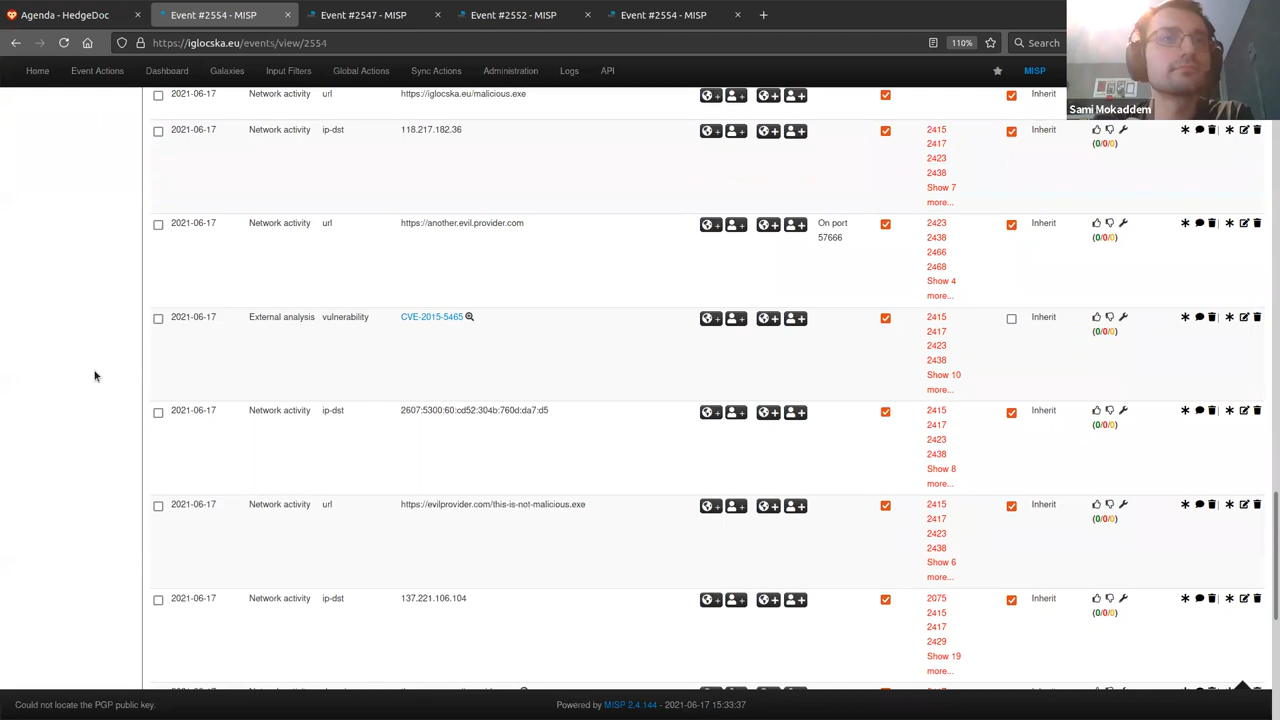 Agenda - HedgeDoc
Event #2554 - MISP
Event #2547 - MISP
Event #2552 - MISP
Event #2554 - MISP
https://iglocska.eu/events/view/2554
110%
Search
Home Event Actions Dashboard Galaxies Input Filters Global Actions Sync Actions Administration Logs API MISP
Sami Mokaddem
2021-06-17 Network activity url https://iglocska.eu/malicious.exe Inherit
2021-06-17 Network activity ip-dst 118.217.182.36 2415 Inherit
2417 (0/0/0)
2423
2438
Show 7
more...
2021-06-17 Network activity url https://another.evil.provider.com On port 2423 Inherit
57666 2438 (0/0/0)
2466
2468
Show 4
more...
2021-06-17 External analysis vulnerability CVE-2015-5465 2415 Inherit
2417 (0/0/0)
2423
2438
Show 10
more...
2021-06-17 Network activity ip-dst 2607:5300:60:cd52:304b:760d:da7:d5 2415 Inherit
2417 (0/0/0)
2423
2438
Show 8
more...
2021-06-17 Network activity url https://evilprovider.com/this-is-not-malicious.exe 2415 Inherit
2417 (0/0/0)
2423
2438
Show 6
more...
2021-06-17 Network activity ip-dst 137.221.106.104 2075 Inherit
2415 (0/0/0)
2417
2429
Show 19
more...
Could not locate the PGP public key. Powered by MISP 2.4.144 - 2021-06-17 15:33:37